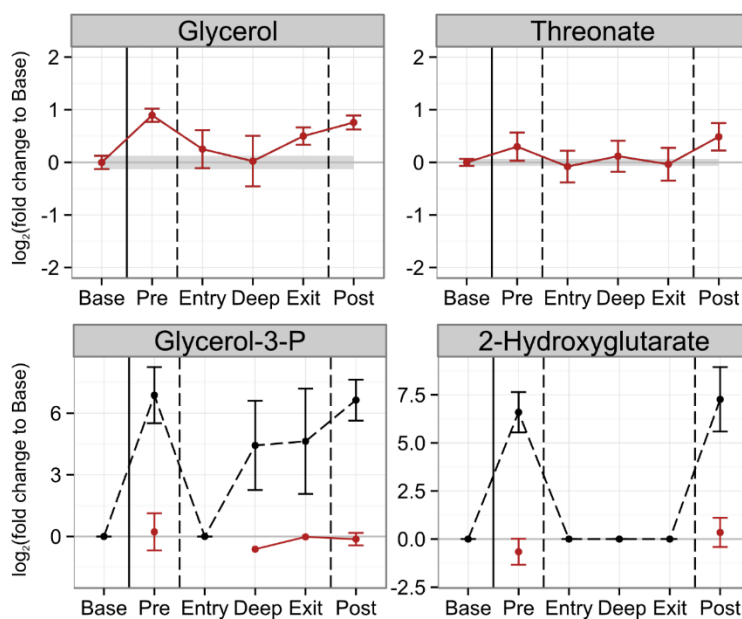 Glycerol
Threonate
log2(fold change to Base)
2
1
0
-1
-2
2
1
0
-1
-2
Base Pre Entry Deep Exit Post
Base Pre Entry Deep Exit Post
Glycerol-3-P
2-Hydroxyglutarate
log2(fold change to Base)
6
3
0
7.5
5.0
2.5
0.0
-2.5
Base Pre Entry Deep Exit Post
Base Pre Entry Deep Exit Post